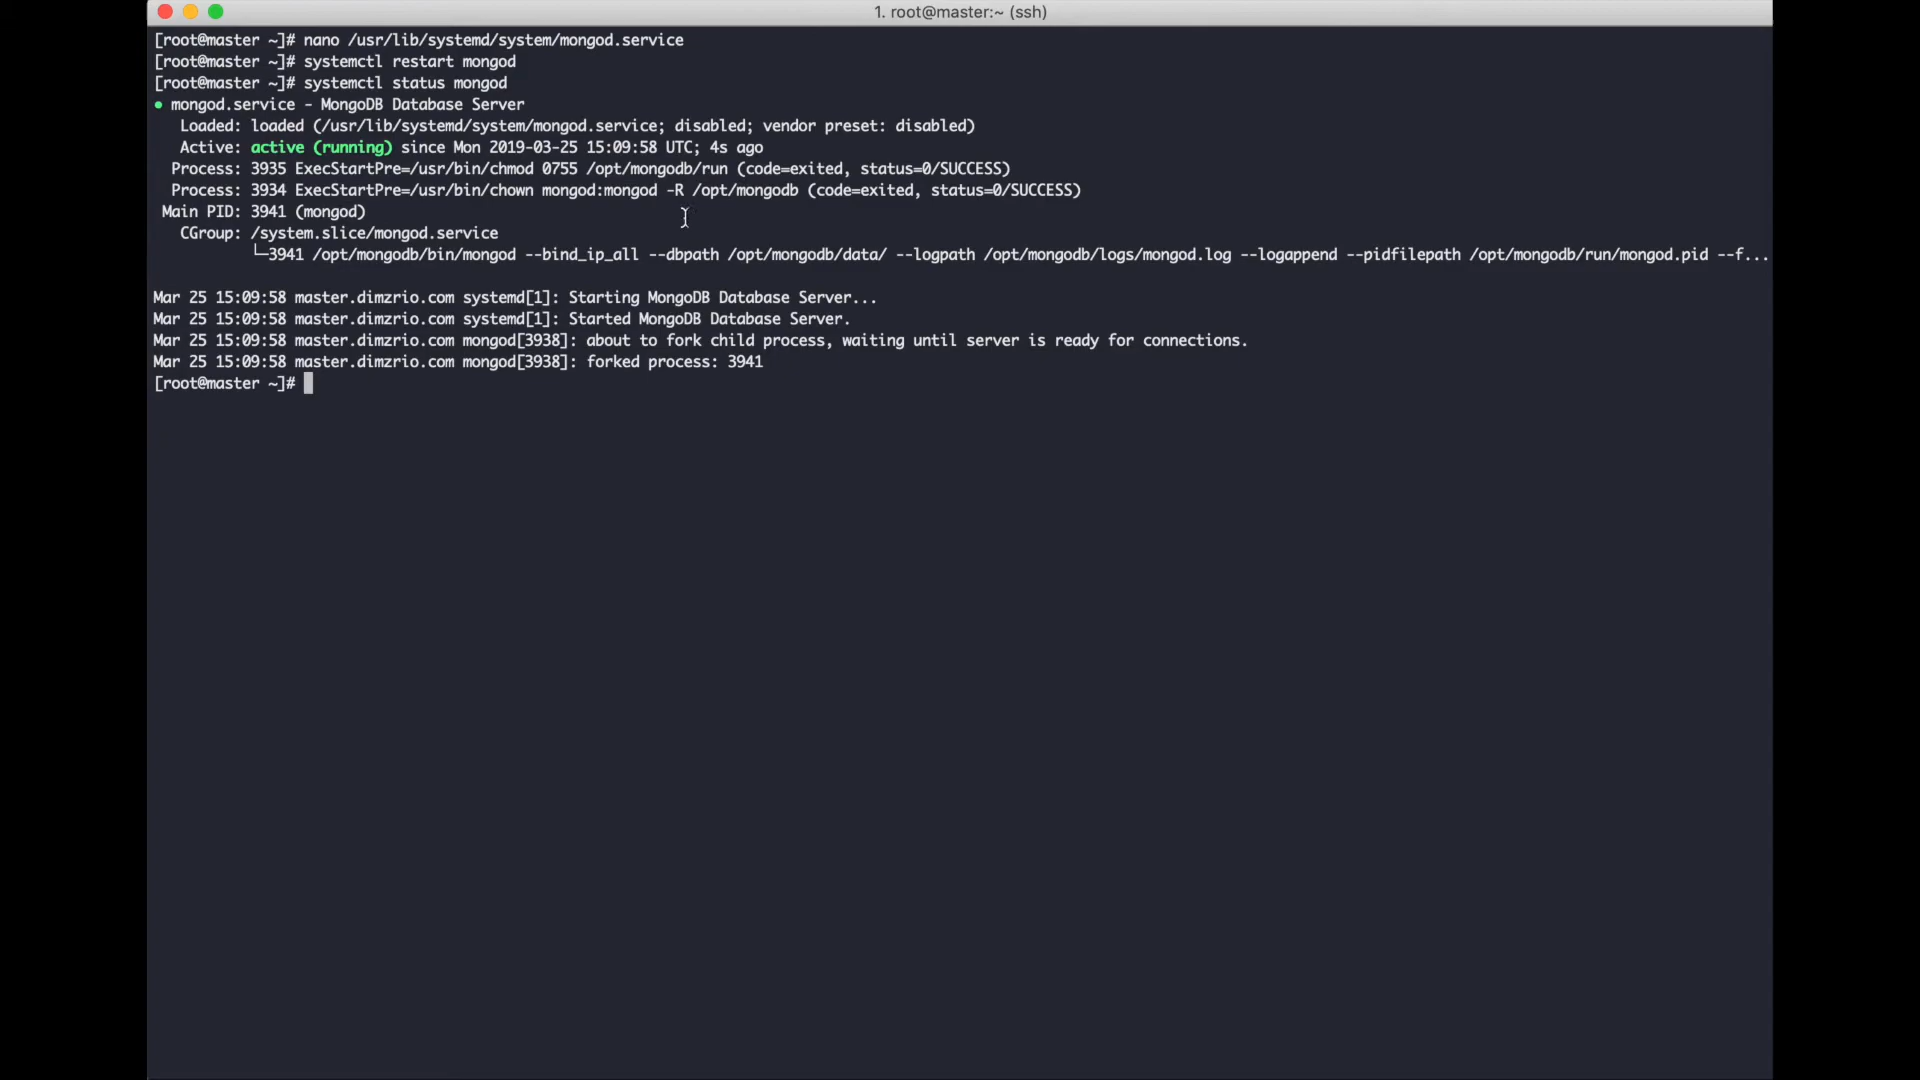 1. root@master:~ (ssh)
[root@master ~]# nano /usr/lib/systemd/system/mongod.service
[root@master ~]# systemctl restart mongod
[root@master ~]# systemctl status mongod
● mongod.service - MongoDB Database Server
Loaded: loaded (/usr/lib/systemd/system/mongod.service; disabled; vendor preset: disabled)
Active: active (running) since Mon 2019-03-25 15:09:58 UTC; 4s ago
Process: 3935 ExecStartPre=/usr/bin/chmod 0755 /opt/mongodb/run (code=exited, status=0/SUCCESS)
Process: 3934 ExecStartPre=/usr/bin/chown mongod:mongod -R /opt/mongodb (code=exited, status=0/SUCCESS)
Main PID: 3941 (mongod)
CGroup: /system.slice/mongod.service
└─3941 /opt/mongodb/bin/mongod --bind_ip_all --dbpath /opt/mongodb/data/ --logpath /opt/mongodb/logs/mongod.log --logappend --pidfilepath /opt/mongodb/run/mongod.pid --f...
Mar 25 15:09:58 master.dimzrio.com systemd[1]: Starting MongoDB Database Server...
Mar 25 15:09:58 master.dimzrio.com systemd[1]: Started MongoDB Database Server.
Mar 25 15:09:58 master.dimzrio.com mongod[3938]: about to fork child process, waiting until server is ready for connections.
Mar 25 15:09:58 master.dimzrio.com mongod[3938]: forked process: 3941
[root@master ~]#